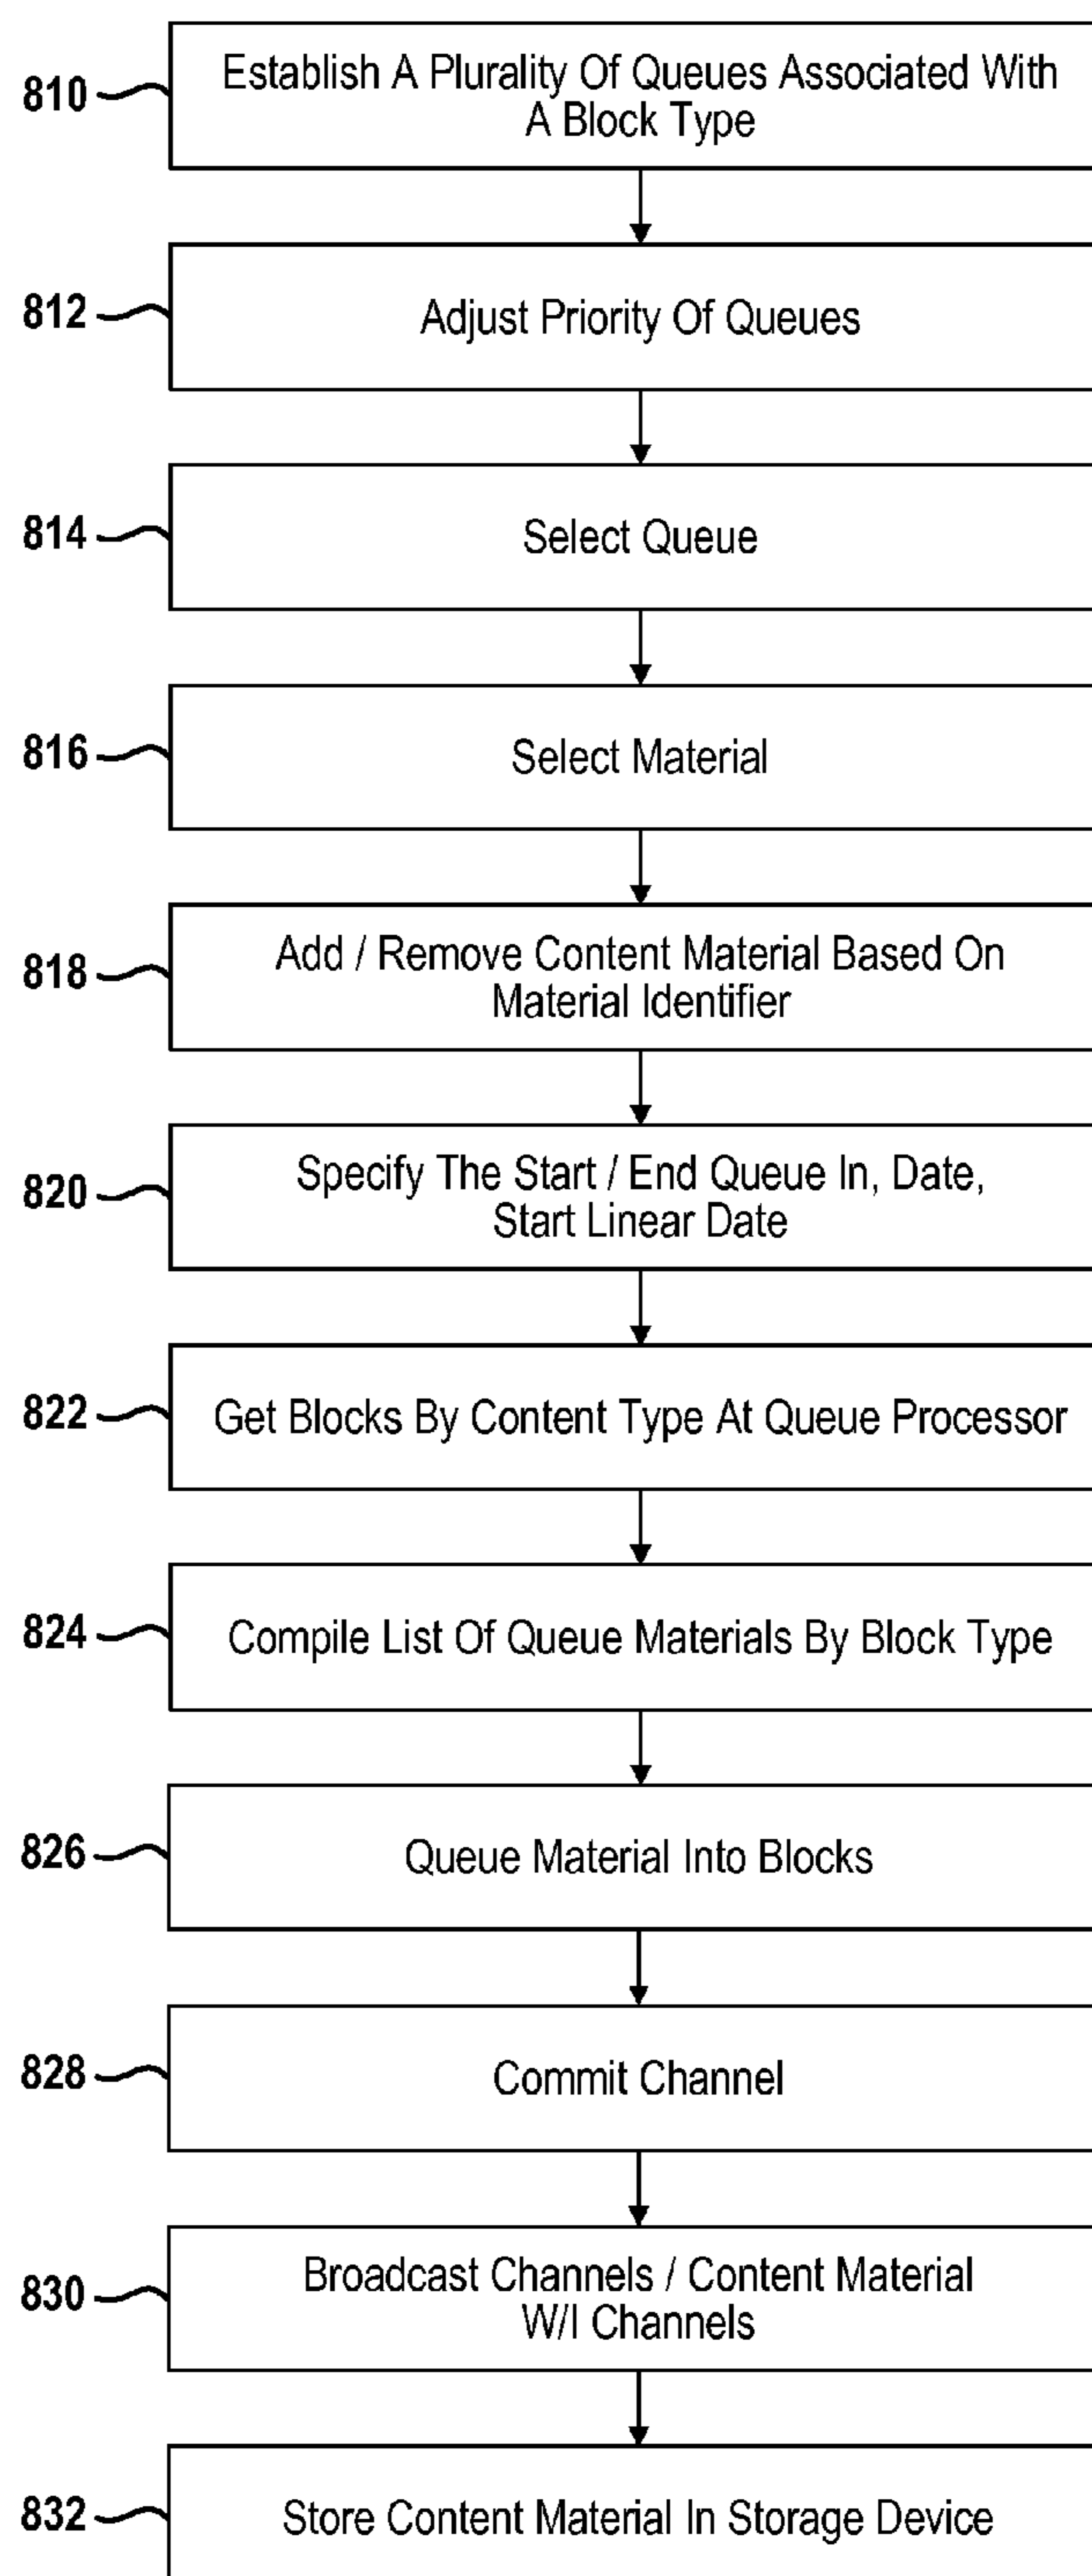 810
Establish A Plurality Of Queues Associated With
A Block Type
812
Adjust Priority Of Queues
814
Select Queue
816
Select Material
818
Add / Remove Content Material Based On
Material Identifier
820
Specify The Start / End Queue In, Date,
Start Linear Date
822
Get Blocks By Content Type At Queue Processor
824
Compile List Of Queue Materials By Block Type
826
Queue Material Into Blocks
828
Commit Channel
830
Broadcast Channels / Content Material
W/I Channels
832
Store Content Material In Storage Device